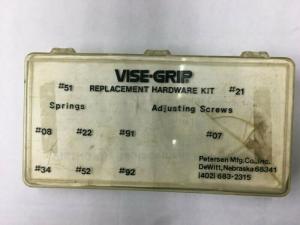 VISE-GRIP
#51 REPLACEMENT HARDWARE KIT #21
Springs Adjusting Screws
#08 #22 #91 #07
Petersen Mfg. Co., Inc.
DeWitt, Nebraska 68341
#34 #52 #92 (402) 683-2315